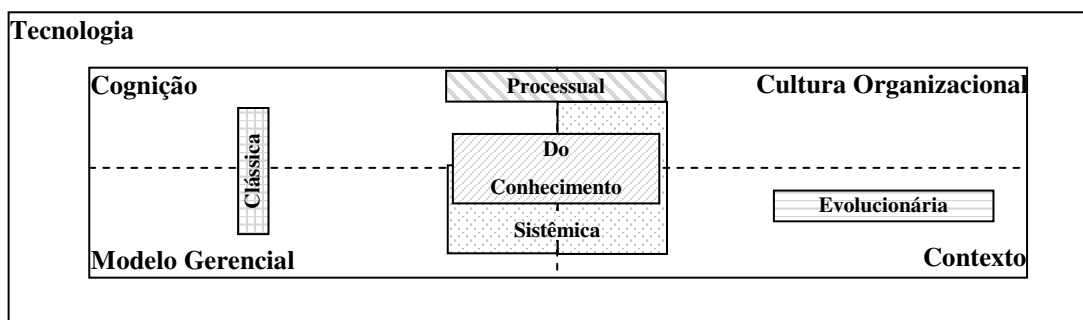 Tecnologia
Cognição
Processual
Cultura Organizacional
Clássica
Do
Conhecimento
Evolucionária
Sistêmica
Modelo Gerencial
Contexto